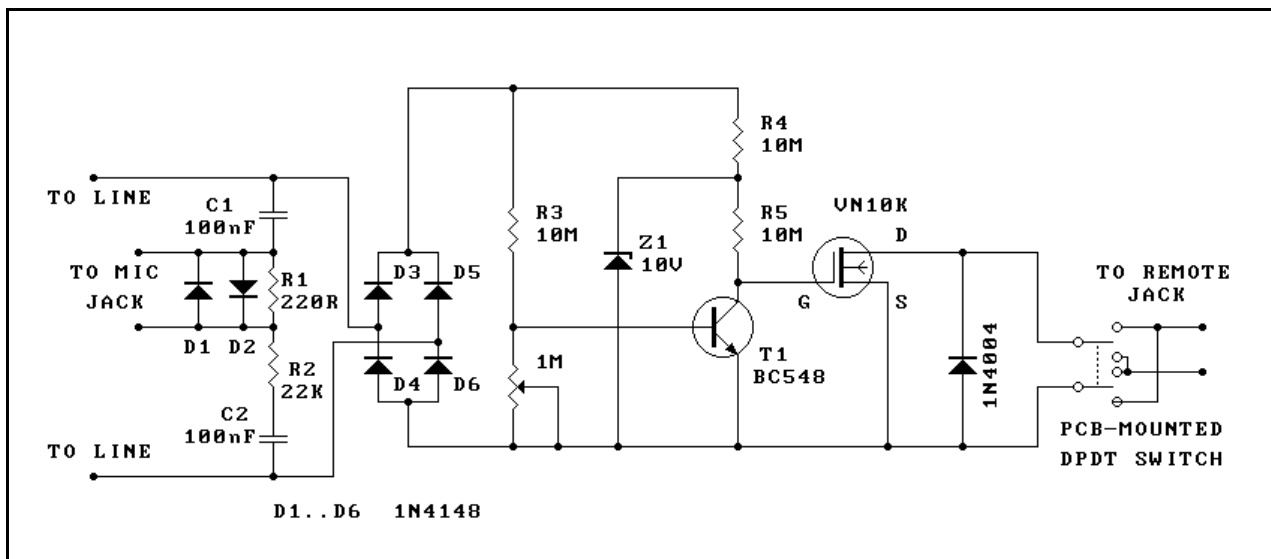 TO LINE
C1
100nF
TO MIC
JACK
D1
D2
R1
220R
R2
22K
C2
100nF
TO LINE
D1..D6 1N4148
D3
D5
D4
D6
R3
10M
1M
Z1
10V
R4
10M
R5
10M
T1
BC548
VN10K
D
G
S
1N4004
TO REMOTE
JACK
PCB-MOUNTED
DPDT SWITCH